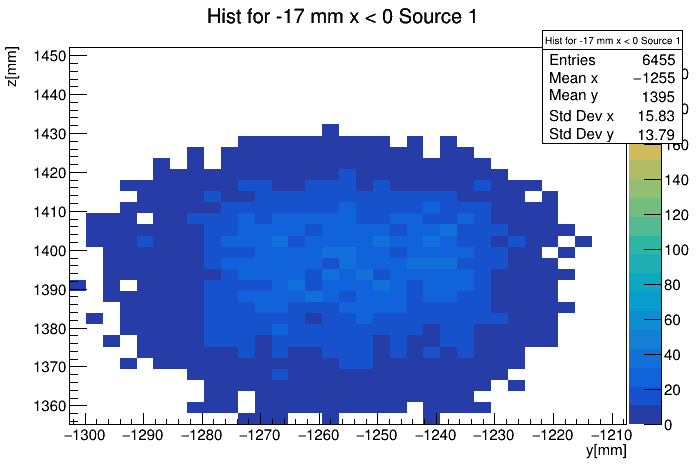 Hist for -17 mm x < 0 Source 1
Hist for -17 mm x < 0 Source 1
Entries 6455
Mean x −1255
Mean y 1395
Std Dev x 15.83
Std Dev y 13.79
z[mm]
1450
1440
1430
1420
1410
1400
1390
1380
1370
1360
−1300 −1290 −1280 −1270 −1260 −1250 −1240 −1230 −1220 −1210
y[mm]
160
140
120
100
80
60
40
20
0